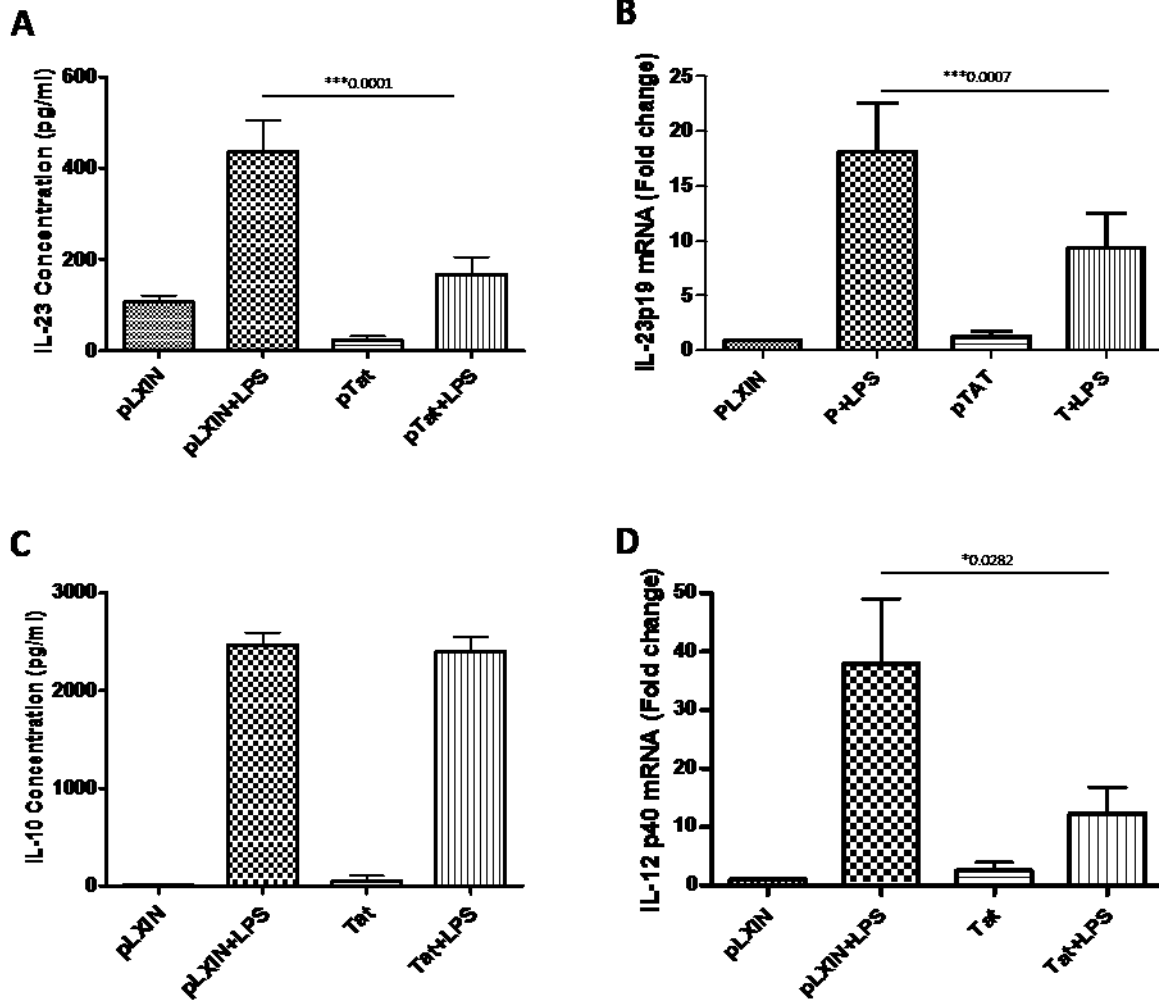 A
IL-23 Concentration (pg/ml)
600
400
200
0
***0.0001
pLXIN
pLXIN+LPS
pTat
pTat+LPS
B
IL-23p19 mRNA (Fold change)
25
20
15
10
5
0
***0.0007
PLXIN
P+LPS
pTAT
T+LPS
C
IL-10 Concentration (pg/ml)
3000
2000
1000
0
pLXIN
pLXIN+LPS
Tat
Tat+LPS
D
IL-12 p40 mRNA (Fold change)
50
40
30
20
10
0
*0.0282
pLXIN
pLXIN+LPS
Tat
Tat+LPS